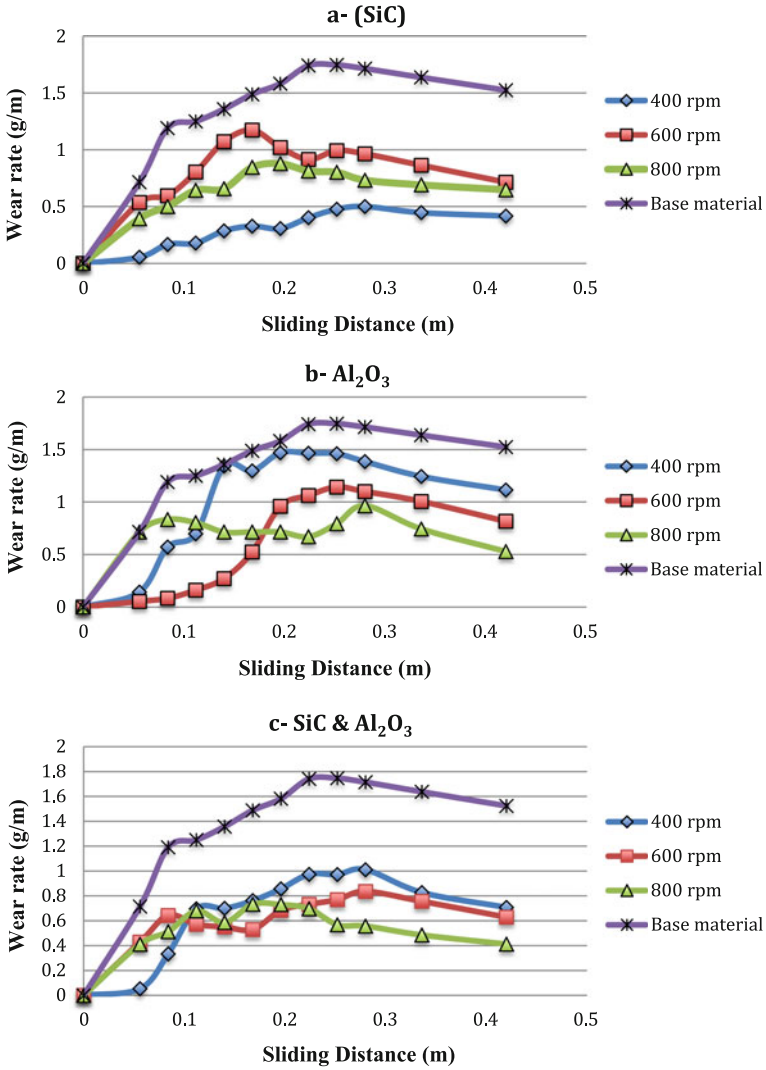 a- (SiC)
2
1.5
1
0.5
0
Wear rate (g/m)
0 0.1 0.2 0.3 0.4 0.5
Sliding Distance (m)
400 rpm
600 rpm
800 rpm
Base material
b- Al₂O₃
2
1.5
1
0.5
0
Wear rate (g/m)
0 0.1 0.2 0.3 0.4 0.5
Sliding Distance (m)
400 rpm
600 rpm
800 rpm
Base material
c- SiC & Al₂O₃
2
1.8
1.6
1.4
1.2
1
0.8
0.6
0.4
0.2
0
Wear rate (g/m)
0 0.1 0.2 0.3 0.4 0.5
Sliding Distance (m)
400 rpm
600 rpm
800 rpm
Base material